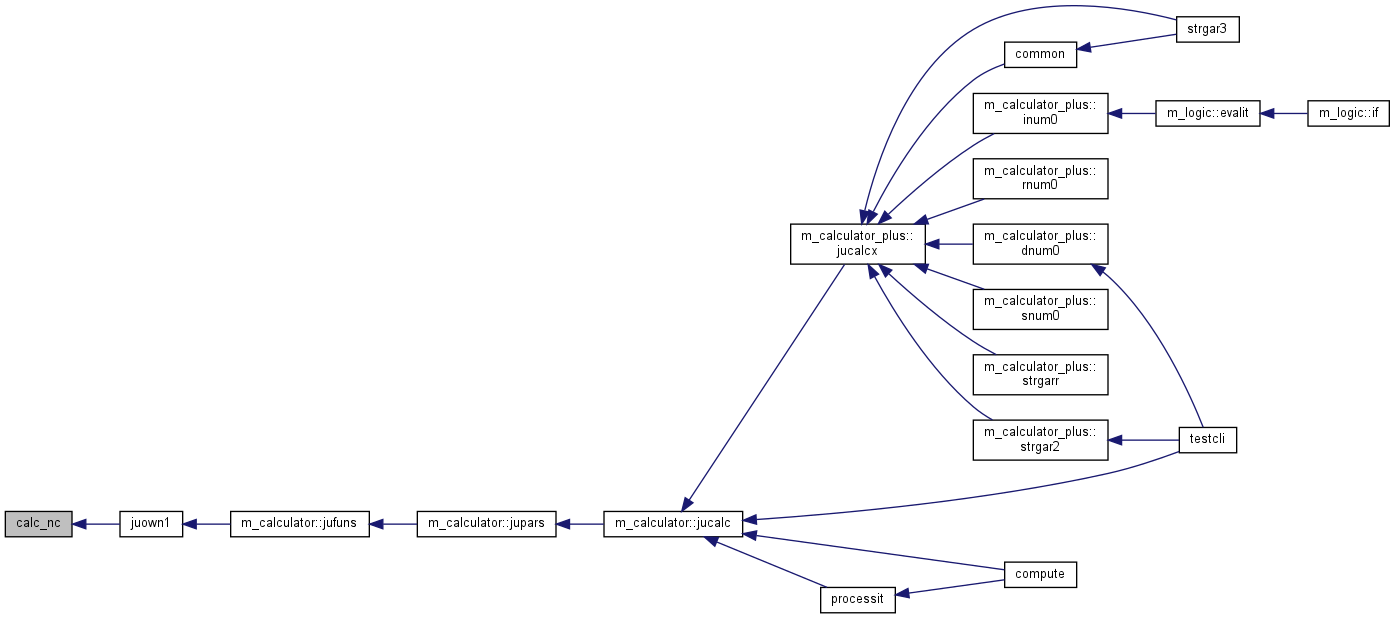 strgar3
common
m_calculator_plus::
inum0
m_logic::evalit
m_logic::if
m_calculator_plus::
rnum0
m_calculator_plus::
jucalcx
m_calculator_plus::
dnum0
m_calculator_plus::
snum0
m_calculator_plus::
strgarr
m_calculator_plus::
strgar2
testcli
calc_nc
juown1
m_calculator::jufuns
m_calculator::jupars
m_calculator::jucalc
compute
processit